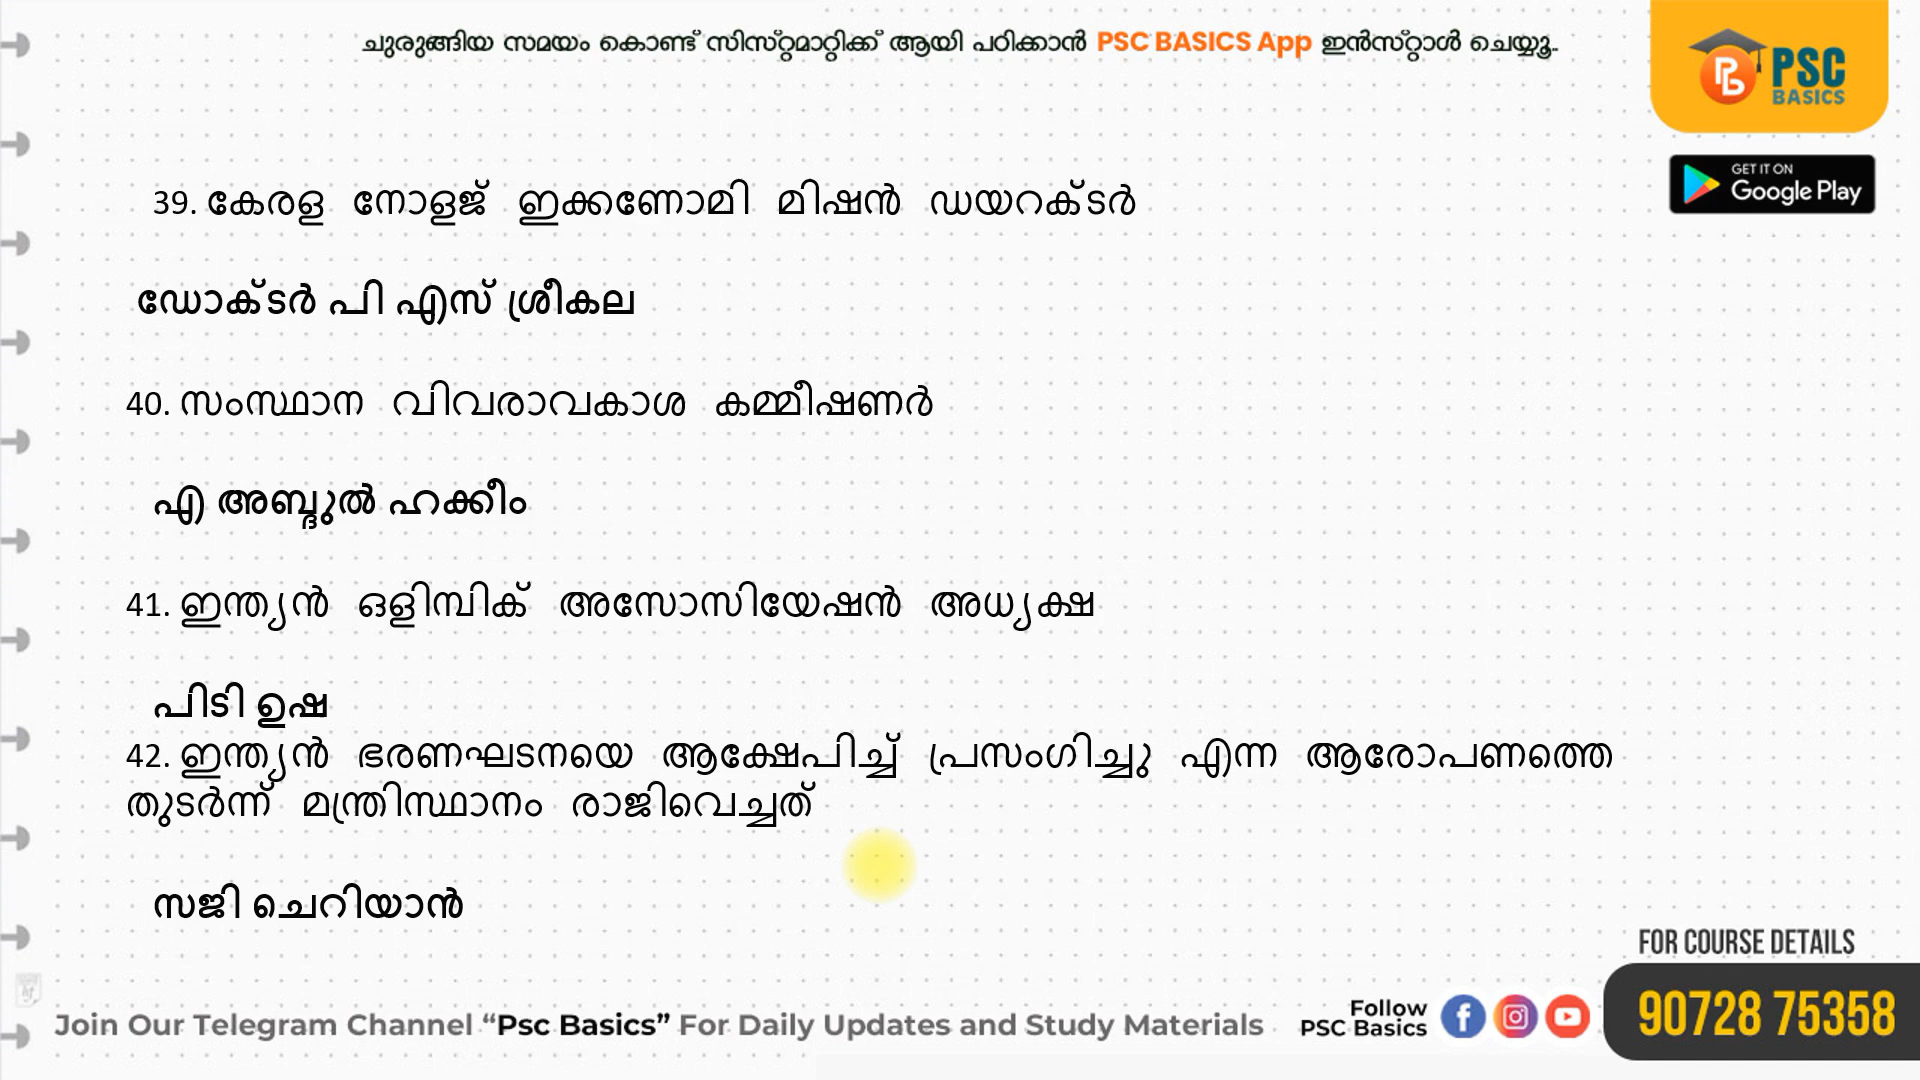 ചുരുങ്ങിയ സമയം കൊണ്ട് സിസ്റ്റമാറ്റിക്ക് ആയി പഠിക്കാൻ PSC BASICS App ഇൻസ്റ്റാൾ ചെയ്യൂ..
PSC
BASICS
GET IT ON
Google Play
39. കേരള നോളജ് ഇക്കണോമി മിഷൻ ഡയറക്ടർ
ഡോക്ടർ പി എസ് ശ്രീകല
40. സംസ്ഥാന വിവരാവകാശ കമ്മീഷണർ
എ അബ്ദുൽ ഹക്കീം
41. ഇന്ത്യൻ ഒളിമ്പിക് അസോസിയേഷൻ അധ്യക്ഷ
പിടി ഉഷ
42. ഇന്ത്യൻ ഭരണഘടനയെ ആക്ഷേപിച്ച് പ്രസംഗിച്ചു എന്ന ആരോപണത്തെ
തുടർന്ന് മന്ത്രിസ്ഥാനം രാജിവെച്ചത്
സജി ചെറിയാൻ
FOR COURSE DETAILS
90728 75358
Join Our Telegram Channel “Psc Basics” For Daily Updates and Study Materials
Follow
PSC Basics